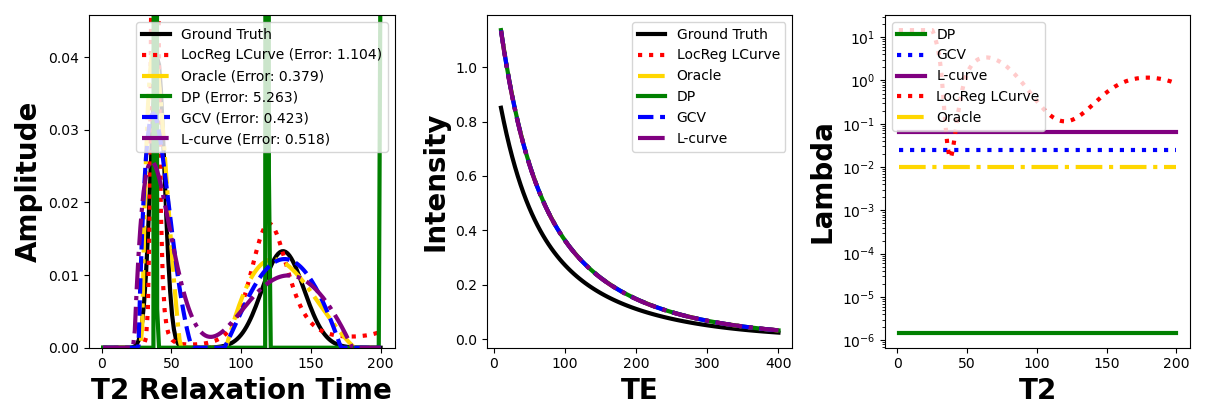 Amplitude
0.04
0.03
0.02
0.01
0.00
0
50
100
150
200
T2 Relaxation Time
Ground Truth
LocReg LCurve (Error: 1.104)
Oracle (Error: 0.379)
DP (Error: 5.263)
GCV (Error: 0.423)
L-curve (Error: 0.518)
Intensity
1.0
0.8
0.6
0.4
0.2
0.0
0
100
200
300
400
TE
Ground Truth
LocReg LCurve
Oracle
DP
GCV
L-curve
Lambda
10¹
10⁰
10⁻¹
10⁻²
10⁻³
10⁻⁴
10⁻⁵
10⁻⁶
0
50
100
150
200
T2
DP
GCV
L-curve
LocReg LCurve
Oracle